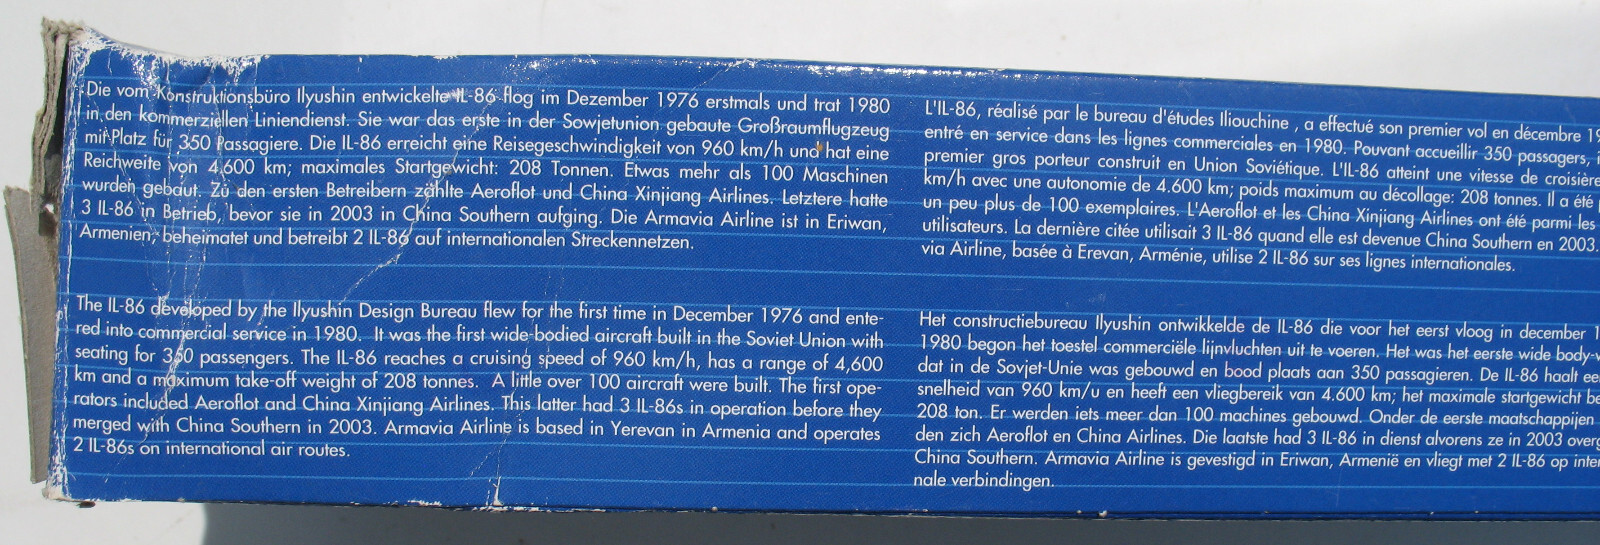 Die vom Konstruktionsbüro Ilyushin entwickelte IL-86 flog im Dezember 1976 erstmals und trat 1980
in den kommerziellen Liniendienst. Sie war das erste in der Sowjetunion gebaute Großraumflugzeug
mit Platz für 350 Passagiere. Die IL-86 erreicht eine Reisegeschwindigkeit von 960 km/h und hat eine
Reichweite von 4.600 km; maximales Startgewicht: 208 Tonnen. Etwas mehr als 100 Maschinen
wurden gebaut. Zu den ersten Betreibern zählte Aeroflot und China Xinjiang Airlines. Letztere hatte
3 IL-86 in Betrieb, bevor sie in 2003 in China Southern aufging. Die Armavia Airline ist in Eriwan,
Armenien, beheimatet und betreibt 2 IL-86 auf internationalen Streckennetzen.
The IL-86 developed by the Ilyushin Design Bureau flew for the first time in December 1976 and ente-
red into commercial service in 1980. It was the first wide-bodied aircraft built in the Soviet Union with
seating for 350 passengers. The IL-86 reaches a cruising speed of 960 km/h, has a range of 4,600
km and a maximum take-off weight of 208 tonnes. A little over 100 aircraft were built. The first ope-
rators included Aeroflot and China Xinjiang Airlines. This latter had 3 IL-86s in operation before they
merged with China Southern in 2003. Armavia Airline is based in Yerevan in Armenia and operates
2 IL-86s on international air routes.
L'IL-86, réalisé par le bureau d'études Iliouchine , a effectué son premier vol en décembre
entré en service dans les lignes commerciales en 1980. Pouvant accueillir 350 passagers,
premier gros porteur construit en Union Soviétique. L'IL-86 atteint une vitesse de croisière
km/h avec une autonomie de 4.600 km; poids maximum au décollage: 208 tonnes. Il a été
un peu plus de 100 exemplaires. L'Aeroflot et les China Xinjiang Airlines ont été parmi les
utilisateurs. La dernière citée utilisait 3 IL-86 quand elle est devenue China Southern en 2003.
via Airline, basée à Erevan, Arménie, utilise 2 IL-86 sur ses lignes internationales.
Het constructiebureau Ilyushin ontwikkelde de IL-86 die voor het eerst vloog in december
1980 begon het toestel commerciële lijnvluchten uit te voeren. Het was het eerste wide body-
dat in de Sovjet-Unie was gebouwd en bood plaats aan 350 passagieren. De IL-86 haalt
snelheid van 960 km/u en heeft een vliegbereik van 4.600 km; het maximale startgewicht
208 ton. Er werden iets meer dan 100 machines gebouwd. Onder de eerste maatschappijen
den zich Aeroflot en China Airlines. Die laatste had 3 IL-86 in dienst alvorens ze in 2003
China Southern. Armavia Airline is gevestigd in Eriwan, Armenië en vliegt met 2 IL-86 op
nale verbindingen.